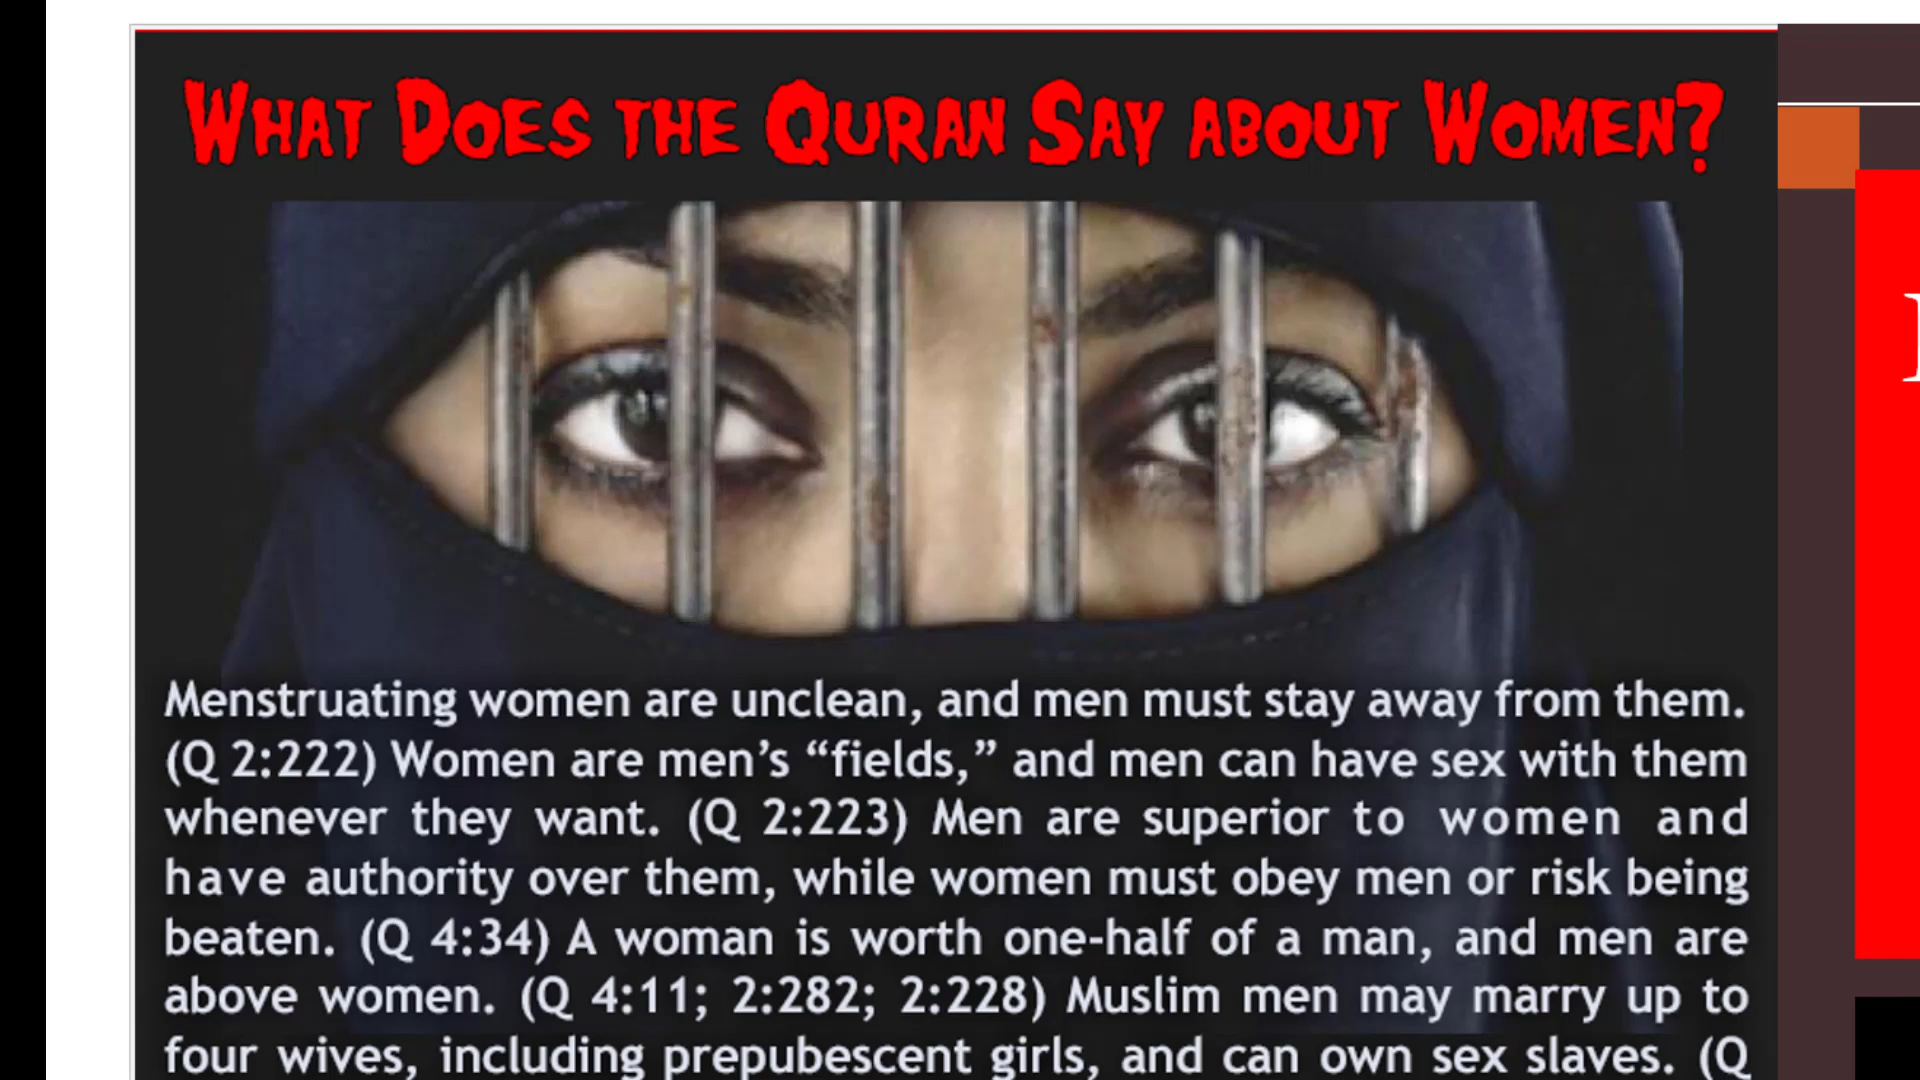 WHAT DOES THE QURAN SAY ABOUT WOMEN?
Menstruating women are unclean, and men must stay away from them.
(Q 2:222) Women are men’s “fields,” and men can have sex with them
whenever they want. (Q 2:223) Men are superior to women and
have authority over them, while women must obey men or risk being
beaten. (Q 4:34) A woman is worth one-half of a man, and men are
above women. (Q 4:11; 2:282; 2:228) Muslim men may marry up to
four wives, including prepubescent girls, and can own sex slaves. (Q